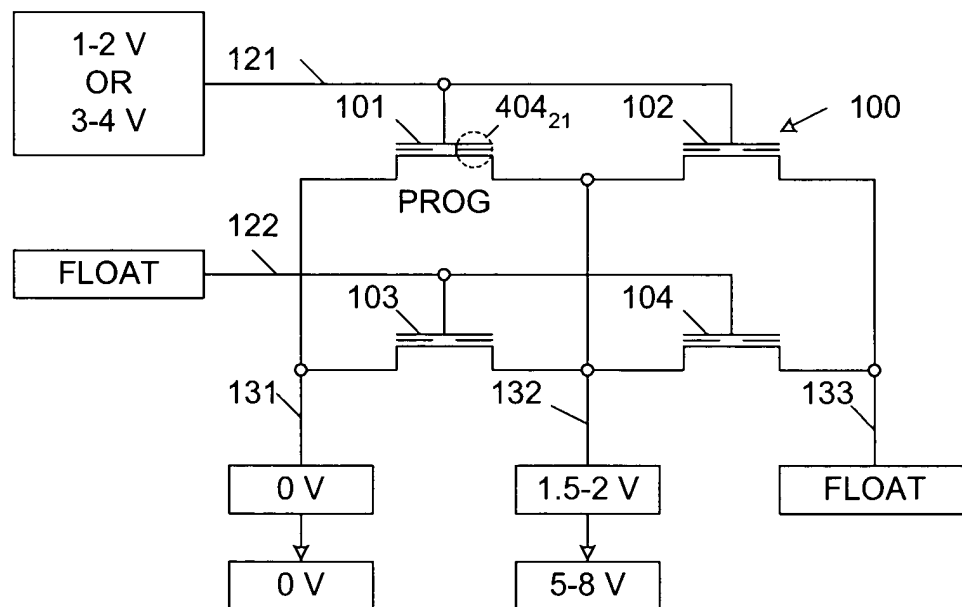 1-2 V
OR
3-4 V
121
101
404₂₁
102
100
PROG
122
FLOAT
103
104
131
132
133
0 V
1.5-2 V
FLOAT
0 V
5-8 V